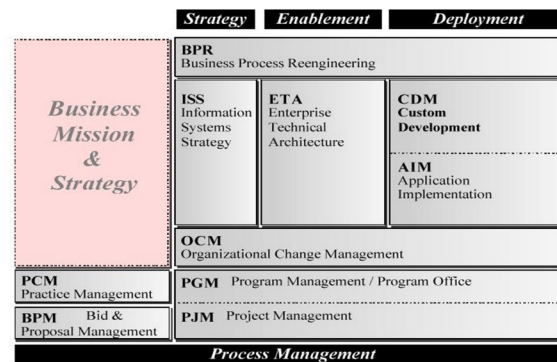 Strategy Enablement Deployment
BPR
Business Process Reengineering
Business
Mission
&
Strategy
ISS
Information
Systems
Strategy
ETA
Enterprise
Technical
Architecture
CDM
Custom
Development
AIM
Application
Implementation
OCM
Organizational Change Management
PCM
Practice Management
PGM Program Management / Program Office
BPM Bid &
Proposal Management
PJM Project Management
Process Management